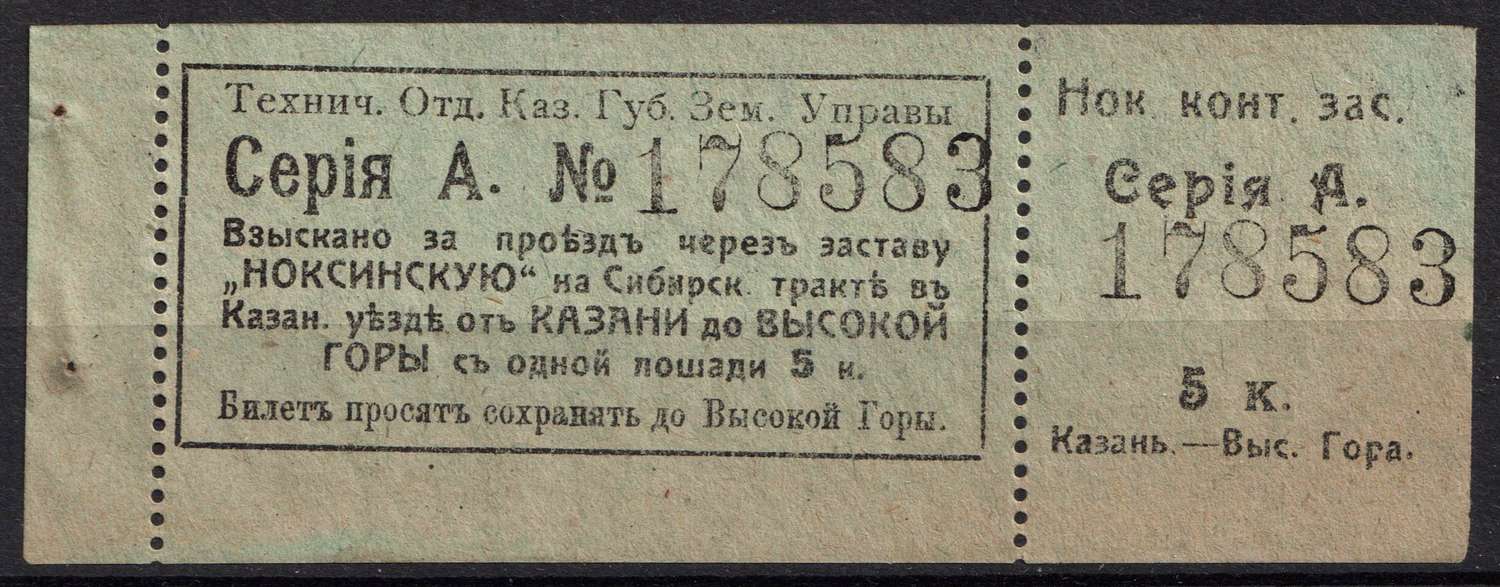 Технич. Отд. Каз. Губ. Зем. Управы
Серія А. № 178583
Взыскано за проѣздъ черезъ заставу
„НОКСИНСКУЮ“ на Сибирск. трактѣ въ
Казан. уѣздѣ отъ КАЗАНИ до ВЫСОКОЙ
ГОРЫ съ одной лошади 5 к.
Билетъ просятъ сохранять до Высокой Горы.
Нок. конт. зас.
Серія А.
178583
5 к.
Казань.—Выс. Гора.